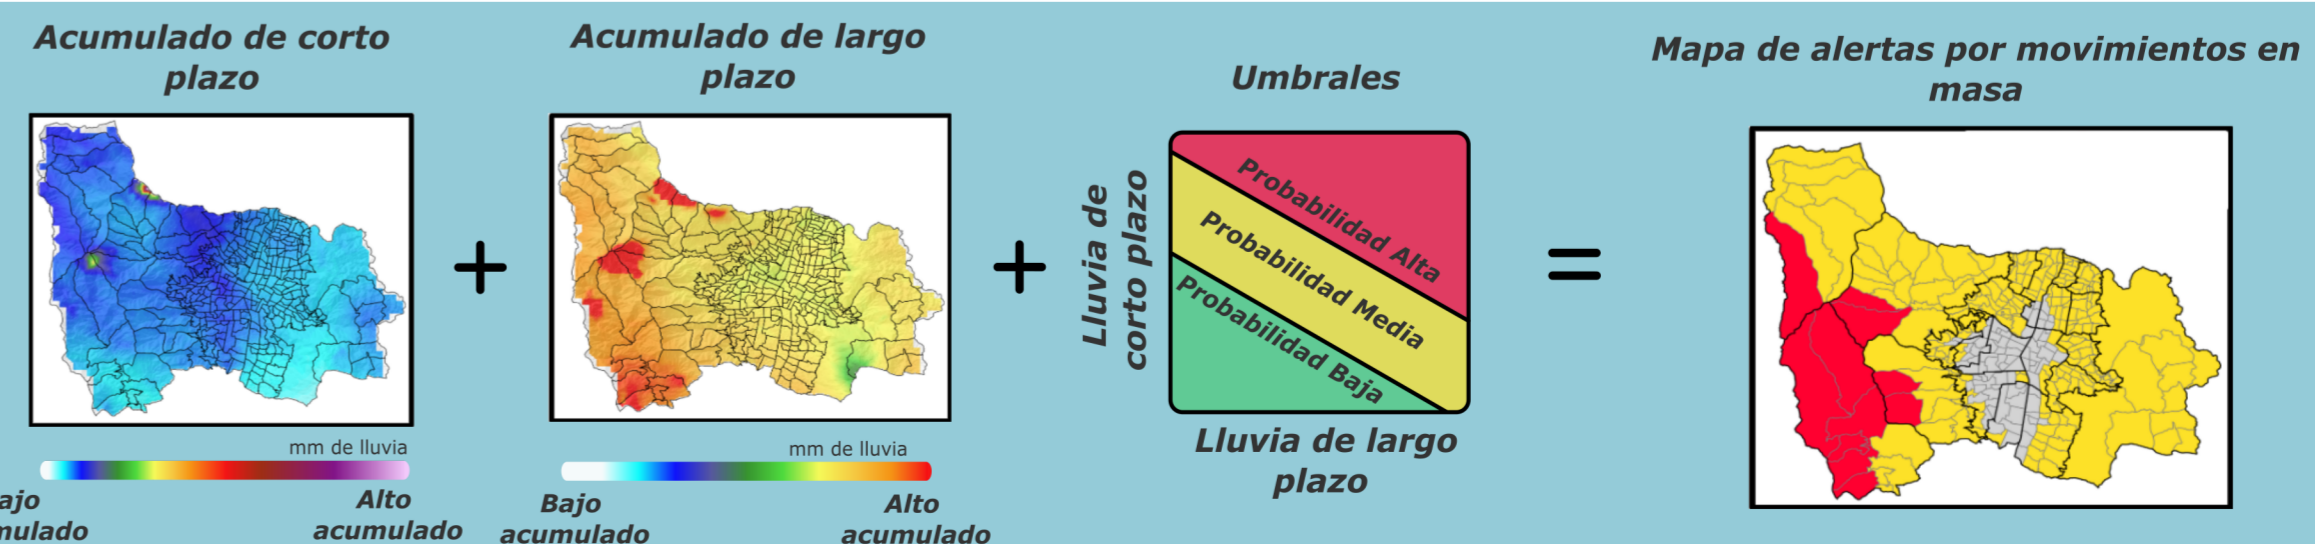 Acumulado de corto
plazo
Acumulado de largo
plazo
Umbrales
Mapa de alertas por movimientos en
masa
+
+
=
Lluvia de
corto plazo
Probabilidad Alta
Probabilidad Media
Probabilidad Baja
Lluvia de largo
plazo
mm de lluvia
ajo
mulado
Alto
acumulado
mm de lluvia
Bajo
acumulado
Alto
acumulado